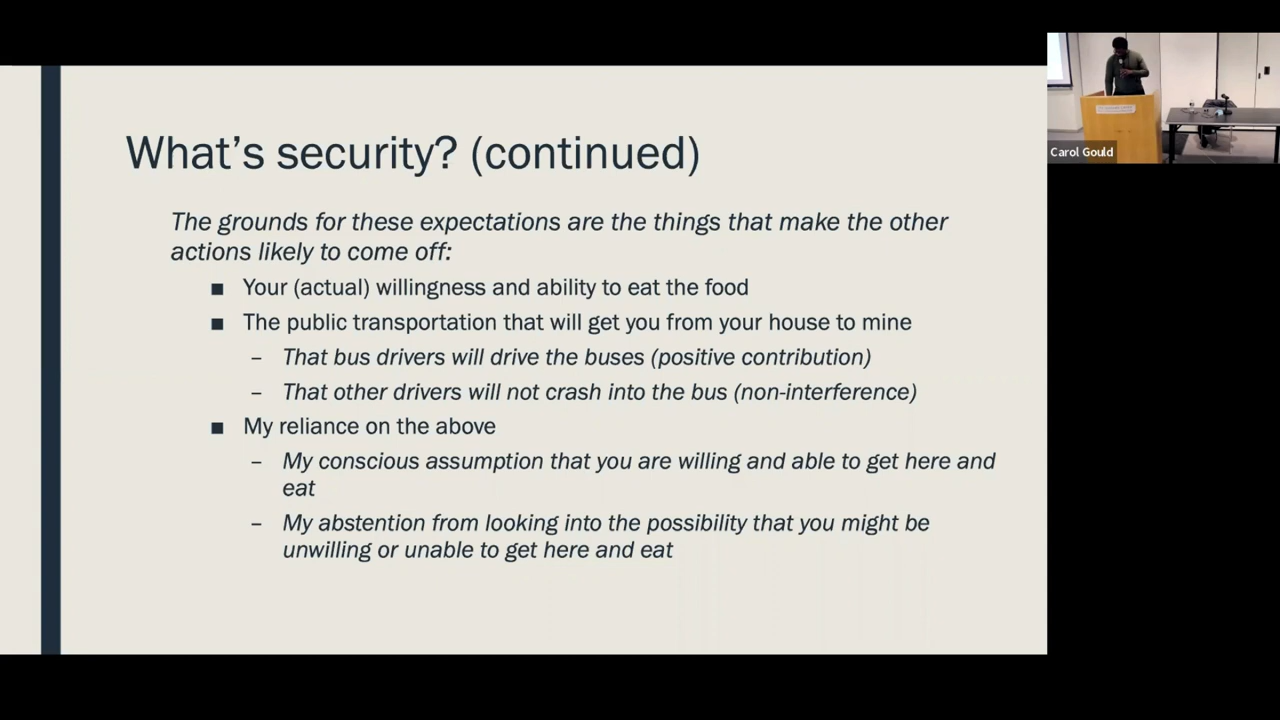 What's security? (continued)
The grounds for these expectations are the things that make the other
actions likely to come off:
■ Your (actual) willingness and ability to eat the food
■ The public transportation that will get you from your house to mine
– That bus drivers will drive the buses (positive contribution)
– That other drivers will not crash into the bus (non-interference)
■ My reliance on the above
– My conscious assumption that you are willing and able to get here and
eat
– My abstention from looking into the possibility that you might be
unwilling or unable to get here and eat
Carol Gould